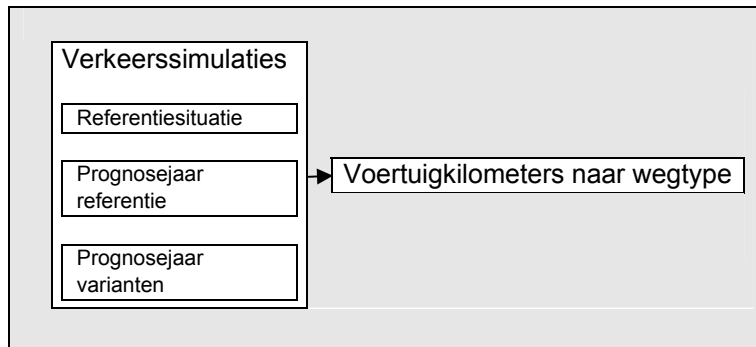 Verkeerssimulaties
Referentiesituatie
Prognosejaar
referentie
Prognosejaar
varianten
Voertuigkilometers naar wegtype